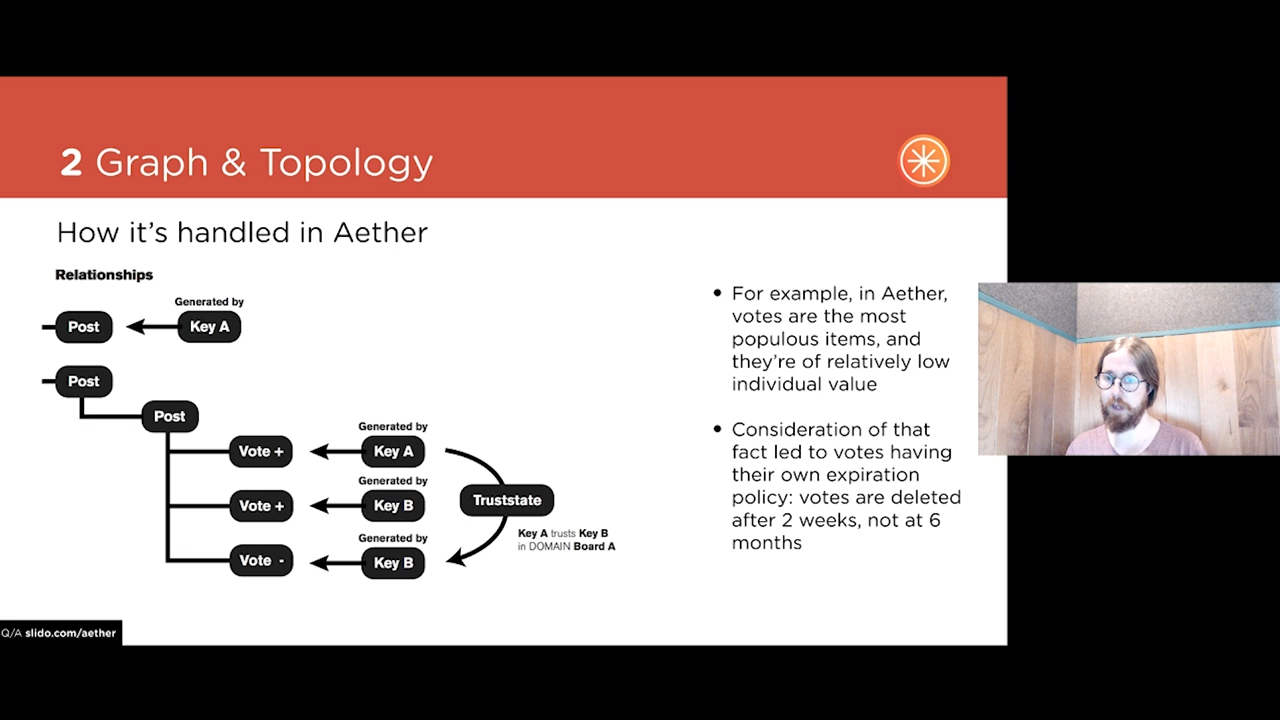 2 Graph & Topology
How it's handled in Aether
Relationships
Generated by
Post
Key A
Post
Post
Generated by
Vote +
Key A
Generated by
Vote +
Key B
Truststate
Key A trusts Key B
in DOMAIN Board A
Generated by
Vote -
Key B
For example, in Aether,
votes are the most
populous items, and
they're of relatively low
individual value
Consideration of that
fact led to votes having
their own expiration
policy: votes are deleted
after 2 weeks, not at 6
months
Q/A slido.com/aether